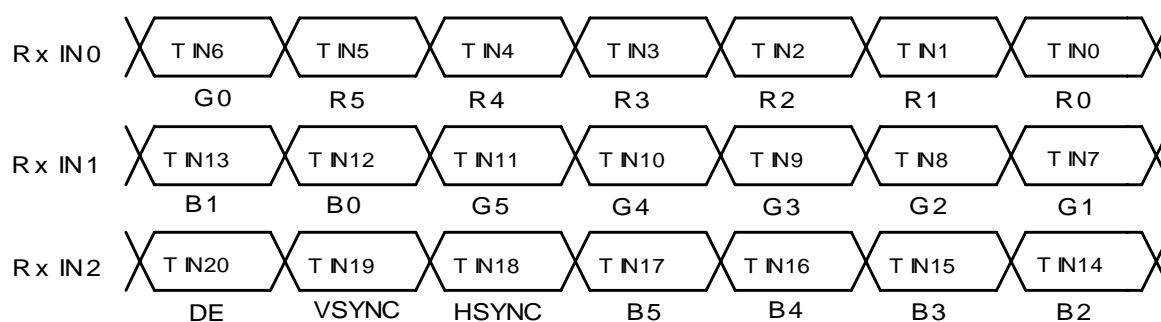 Rx IN0 TIN6 TIN5 TIN4 TIN3 TIN2 TIN1 TIN0
G0 R5 R4 R3 R2 R1 R0
Rx IN1 TIN13 TIN12 TIN11 TIN10 TIN9 TIN8 TIN7
B1 B0 G5 G4 G3 G2 G1
Rx IN2 TIN20 TIN19 TIN18 TIN17 TIN16 TIN15 TIN14
DE VSYNC HSYNC B5 B4 B3 B2